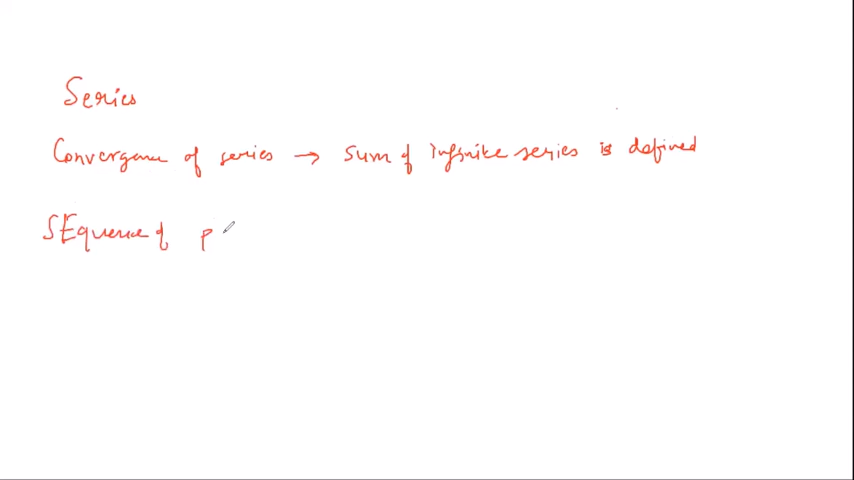 Series
Convergence of series → sum of infinite series is defined
SEquence of p